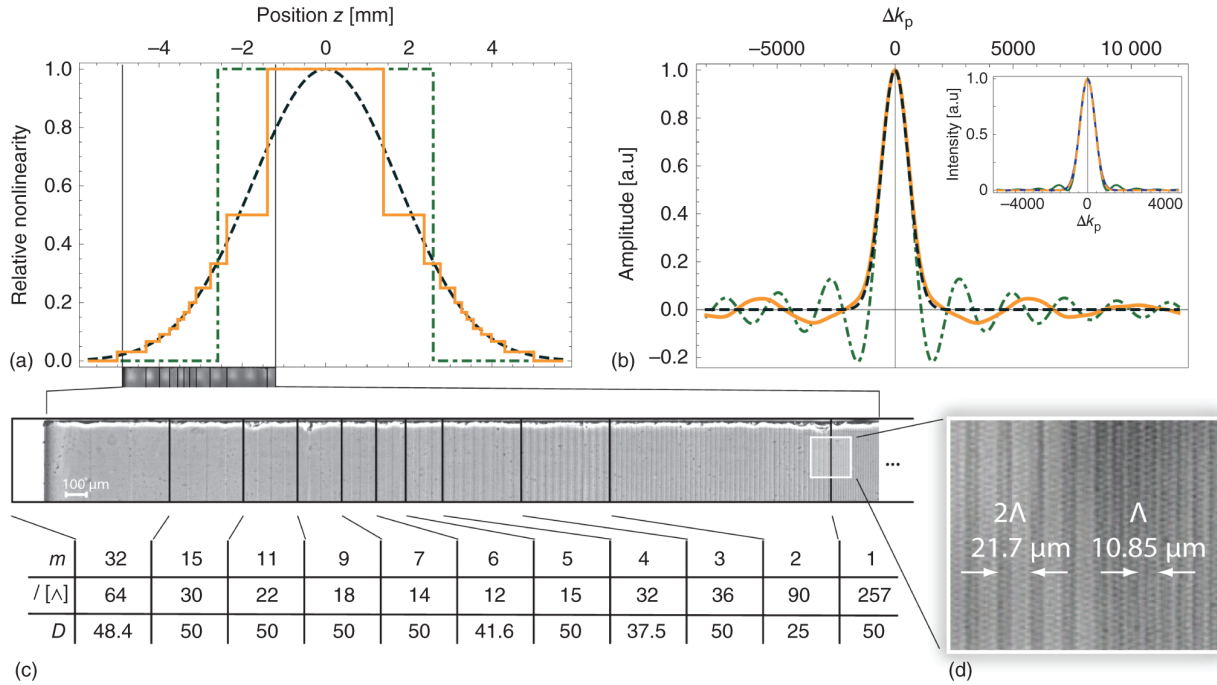 Position z [mm]
−4 −2 0 2 4
1.0
0.8
0.6
0.4
0.2
0.0
Relative nonlinearity
(a)
Δkp
−5000 0 5000 10 000
1.0
0.8
0.6
0.4
0.2
0.0
−0.2
Amplitude [a.u]
(b)
1.0
0.5
0
Intensity [a.u]
−4000 0 4000
Δkp
100 μm
...
m 32 15 11 9 7 6 5 4 3 2 1
l [Λ] 64 30 22 18 14 12 15 32 36 90 257
D 48.4 50 50 50 50 41.6 50 37.5 50 25 50
(c)
2Λ Λ
21.7 μm 10.85 μm
(d)